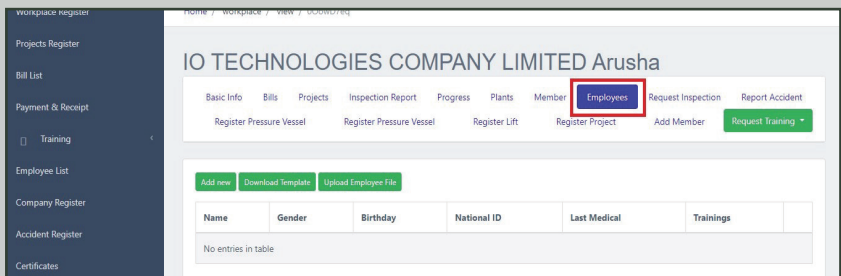 Workplace Register
Home / workplace / view /
Projects Register
Bill List
Payment & Receipt
Training
Employee List
Company Register
Accident Register
Certificates
IO TECHNOLOGIES COMPANY LIMITED Arusha
Basic Info Bills Projects Inspection Report Progress Plants Member Employees Request Inspection Report Accident
Register Pressure Vessel Register Pressure Vessel Register Lift Register Project Add Member Request Training
Add new Download Template Upload Employee File
Name Gender Birthday National ID Last Medical Trainings
No entries in table